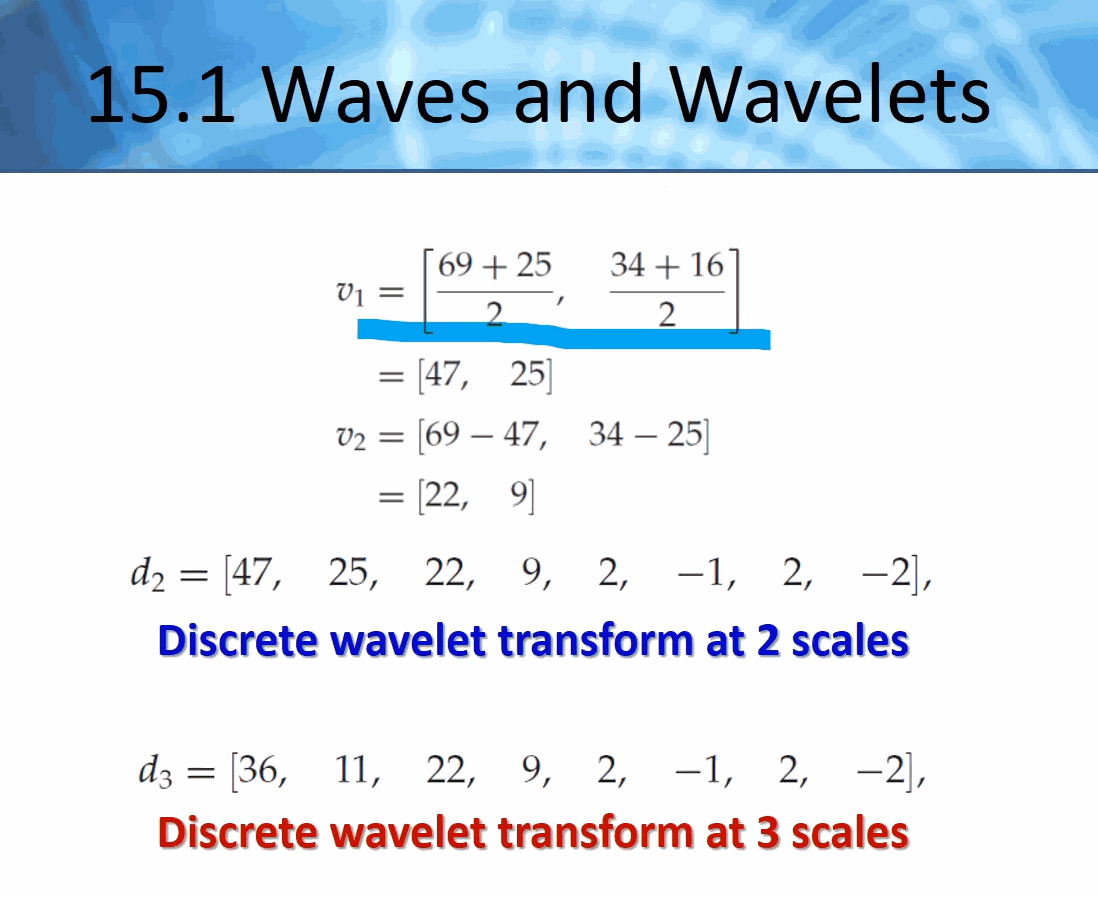 15.1 Waves and Wavelets
v₁ = [ (69 + 25)/2, (34 + 16)/2 ]
= [47, 25]
v₂ = [69 − 47, 34 − 25]
= [22, 9]
d₂ = [47, 25, 22, 9, 2, −1, 2, −2],
Discrete wavelet transform at 2 scales
d₃ = [36, 11, 22, 9, 2, −1, 2, −2],
Discrete wavelet transform at 3 scales